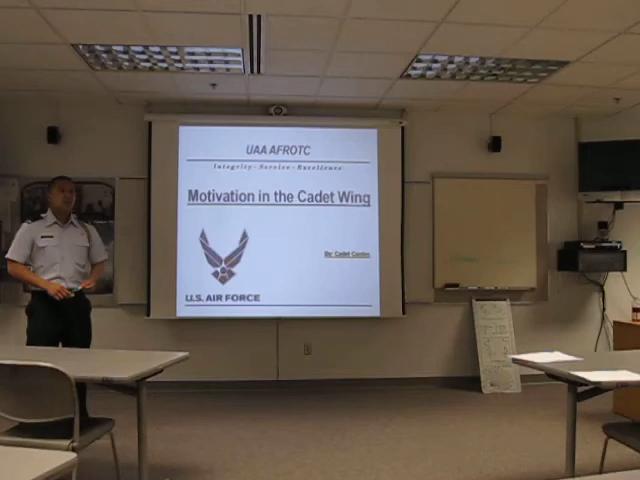 UAA AFROTC
Integrity - Service - Excellence
Motivation in the Cadet Wing
By: Cadet
U.S. AIR FORCE